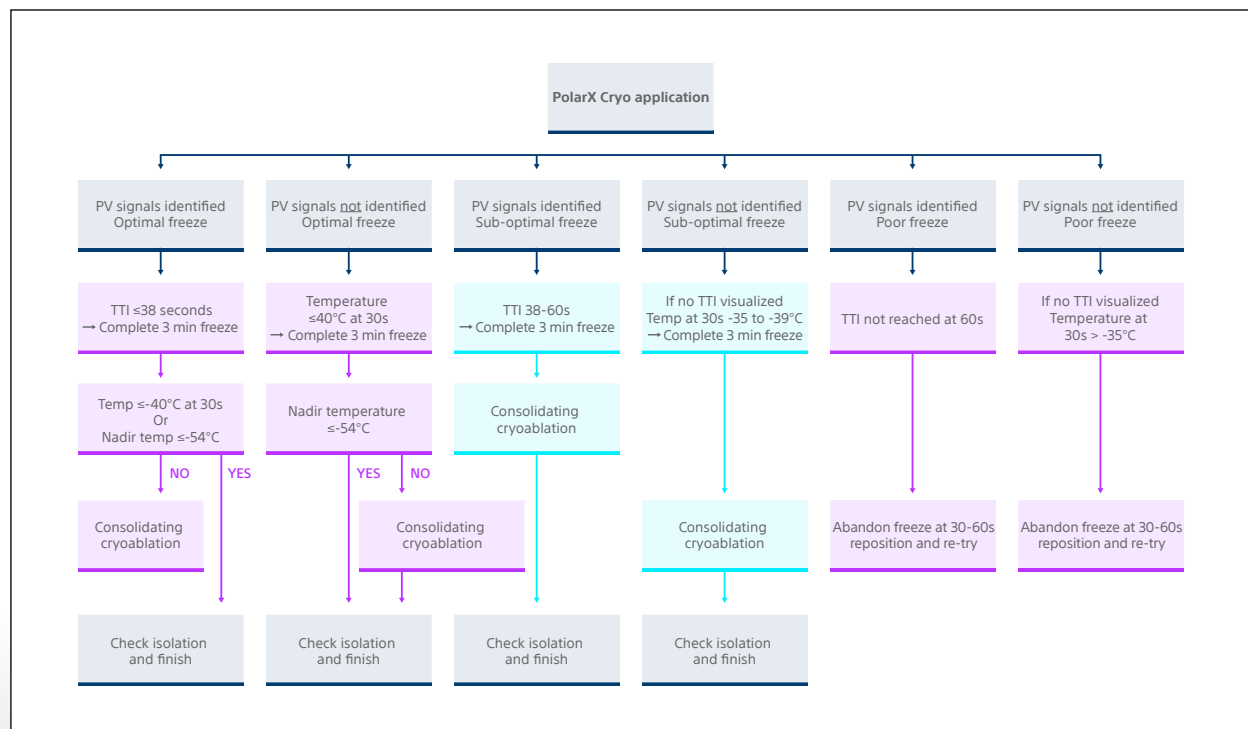 PolarX Cryo application
PV signals identified
Optimal freeze
PV signals not identified
Optimal freeze
PV signals identified
Sub-optimal freeze
PV signals not identified
Sub-optimal freeze
PV signals identified
Poor freeze
PV signals not identified
Poor freeze
TTI ≤38 seconds
→ Complete 3 min freeze
Temperature
≤40°C at 30s
→ Complete 3 min freeze
TTI 38-60s
→ Complete 3 min freeze
If no TTI visualized
Temp at 30s -35 to -39°C
→ Complete 3 min freeze
TTI not reached at 60s
If no TTI visualized
Temperature at
30s > -35°C
Temp ≤-40°C at 30s
Or
Nadir temp ≤-54°C
Nadir temperature
≤-54°C
Consolidating
cryoablation
NO
YES
YES
NO
Consolidating
cryoablation
Consolidating
cryoablation
Consolidating
cryoablation
Abandon freeze at 30-60s
reposition and re-try
Abandon freeze at 30-60s
reposition and re-try
Check isolation
and finish
Check isolation
and finish
Check isolation
and finish
Check isolation
and finish